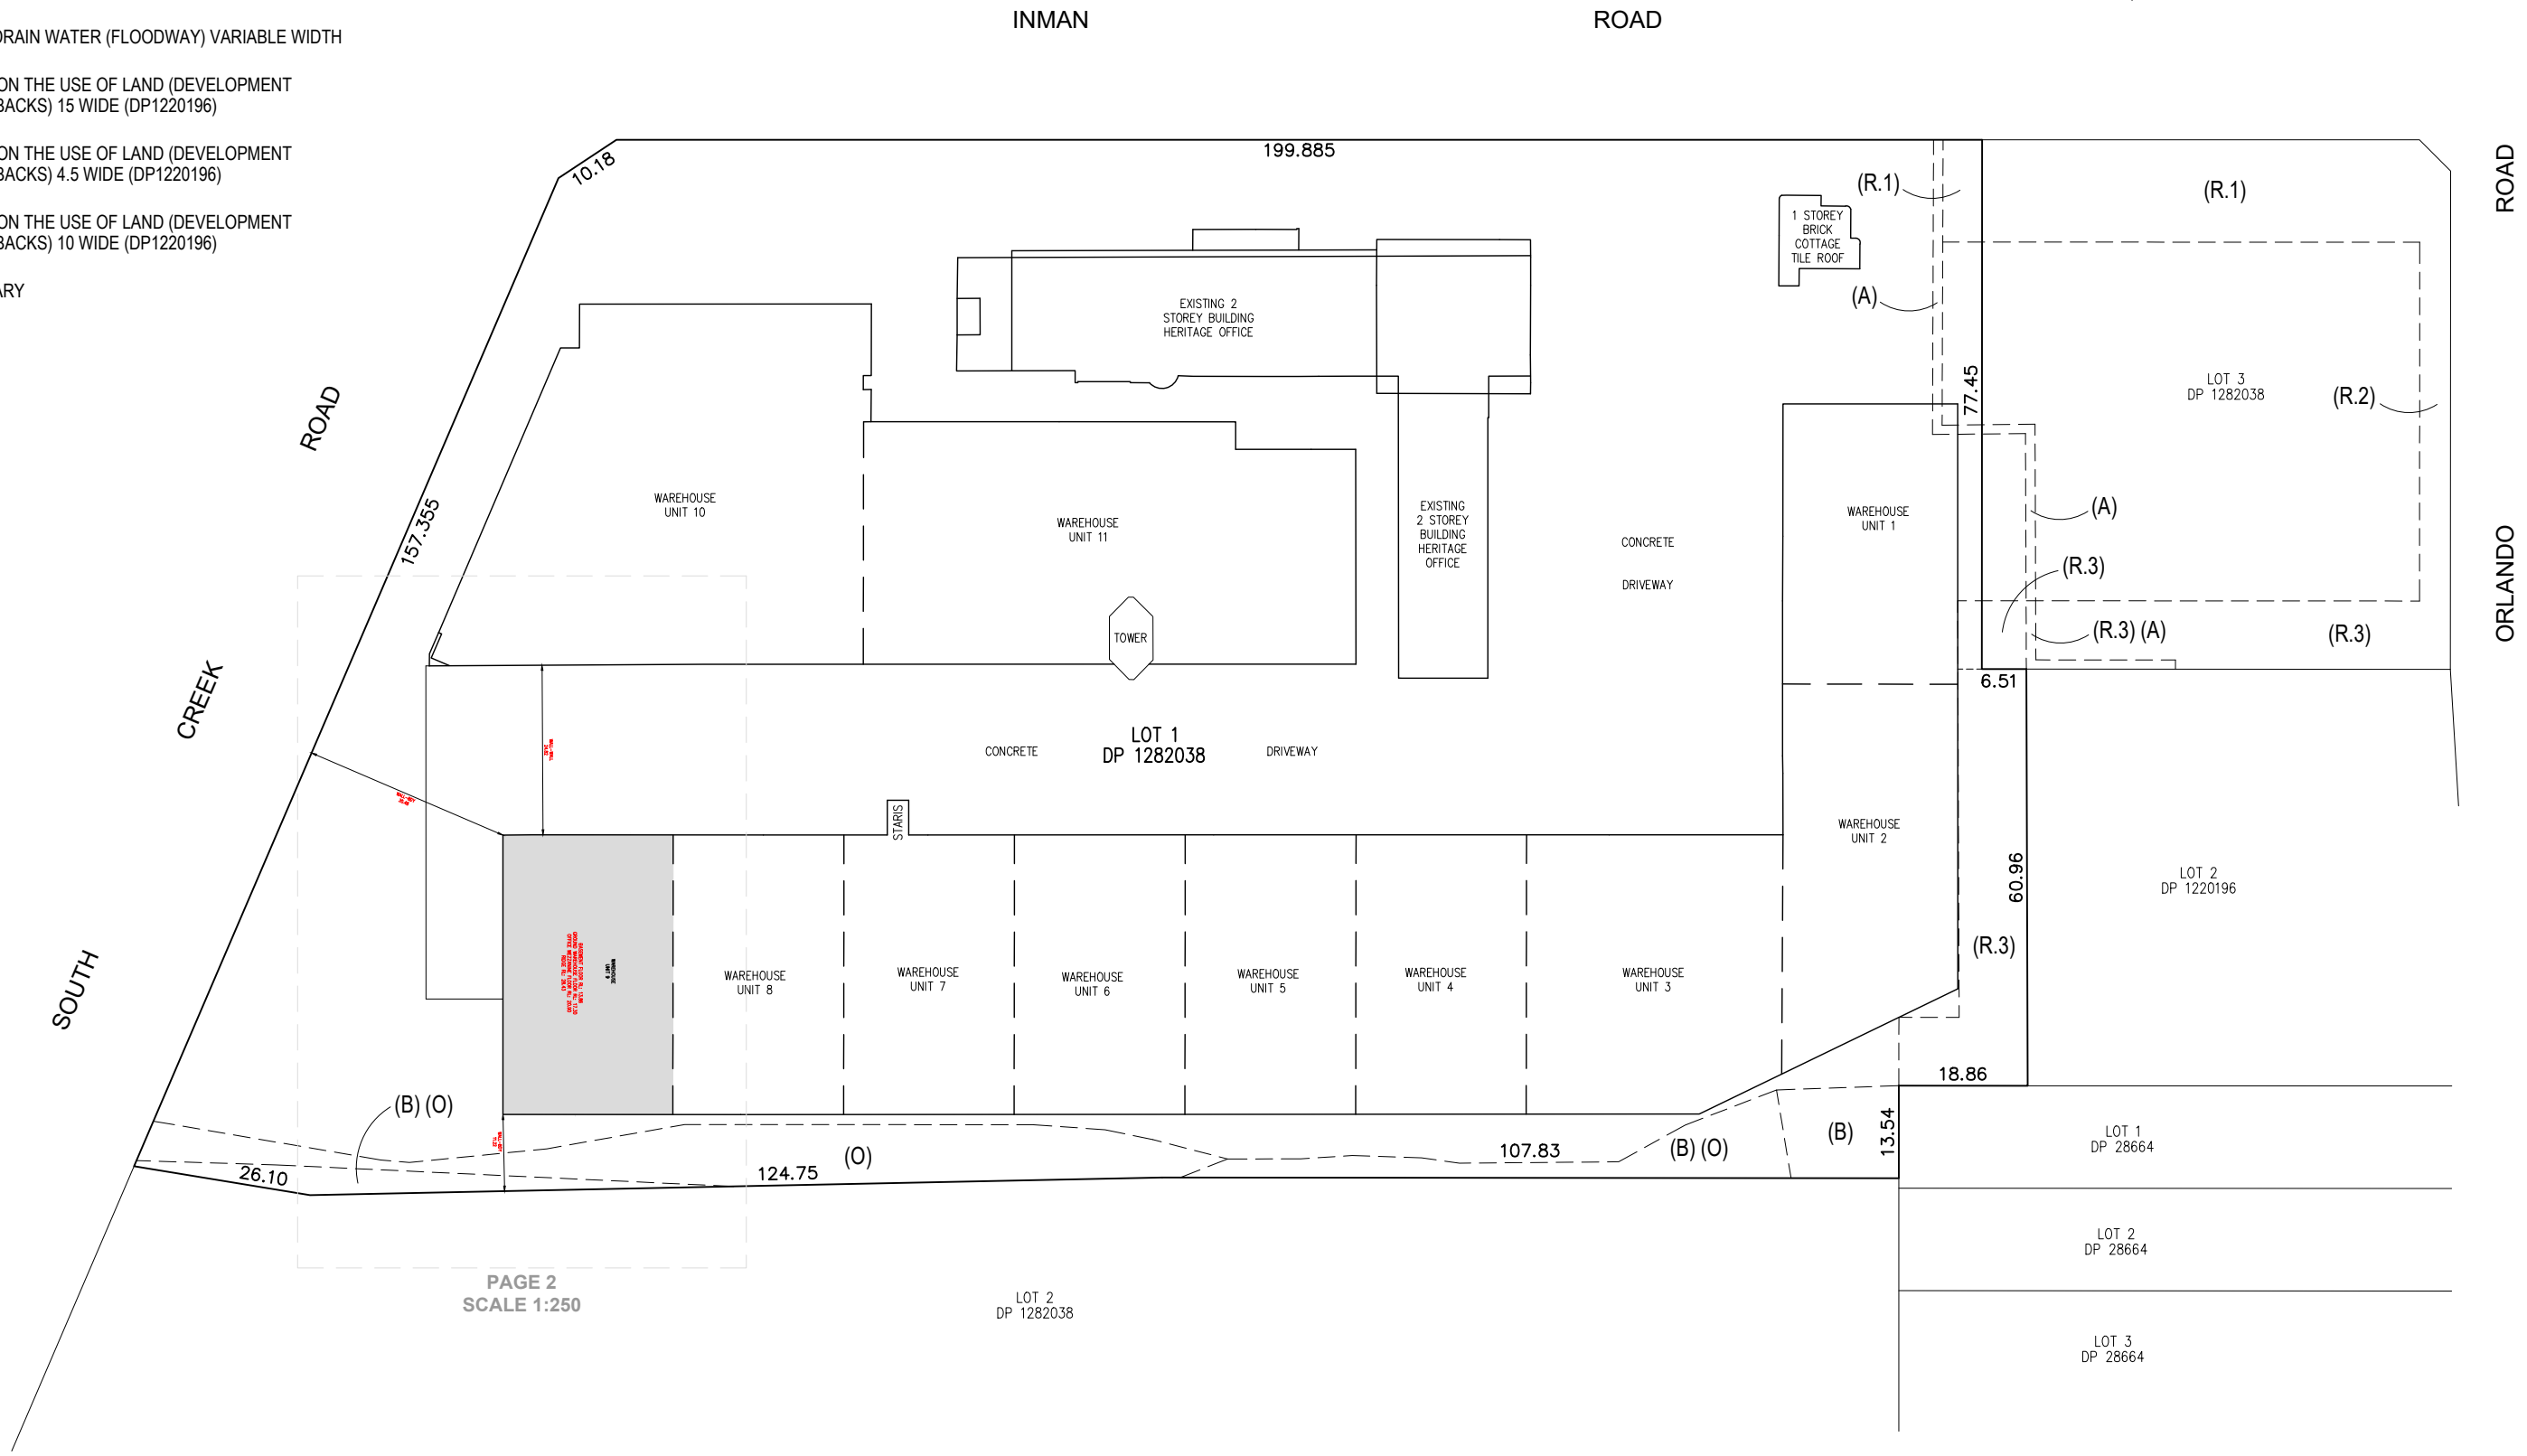 INMAN ROAD
DRAIN WATER (FLOODWAY) VARIABLE WIDTH
ON THE USE OF LAND (DEVELOPMENT
BACKS) 15 WIDE (DP1220196)
ON THE USE OF LAND (DEVELOPMENT
BACKS) 4.5 WIDE (DP1220196)
ON THE USE OF LAND (DEVELOPMENT
BACKS) 10 WIDE (DP1220196)
ARY
199.885
10.18
(R.1)
(R.1)
ROAD
1 STOREY
BRICK
COTTAGE
TILE ROOF
(A)
EXISTING 2
STOREY BUILDING
HERITAGE OFFICE
77.45
LOT 3
DP 1282038
(R.2)
ROAD
157.355
WAREHOUSE
UNIT 10
WAREHOUSE
UNIT 11
EXISTING
2 STOREY
BUILDING
HERITAGE
OFFICE
CONCRETE
DRIVEWAY
WAREHOUSE
UNIT 1
(A)
(R.3)
ORLANDO
TOWER
(R.3) (A)
(R.3)
CREEK
6.51
LOT 1
DP 1282038
CONCRETE
DRIVEWAY
STARIS
WAREHOUSE
UNIT 2
60.96
LOT 2
DP 1220196
(R.3)
SOUTH
WAREHOUSE
UNIT 9
WAREHOUSE
UNIT 8
WAREHOUSE
UNIT 7
WAREHOUSE
UNIT 6
WAREHOUSE
UNIT 5
WAREHOUSE
UNIT 4
WAREHOUSE
UNIT 3
18.86
(B) (O)
(O)
107.83
(B) (O)
(B)
13.54
LOT 1
DP 28664
26.10
124.75
LOT 2
DP 28664
PAGE 2
SCALE 1:250
LOT 2
DP 1282038
LOT 3
DP 28664